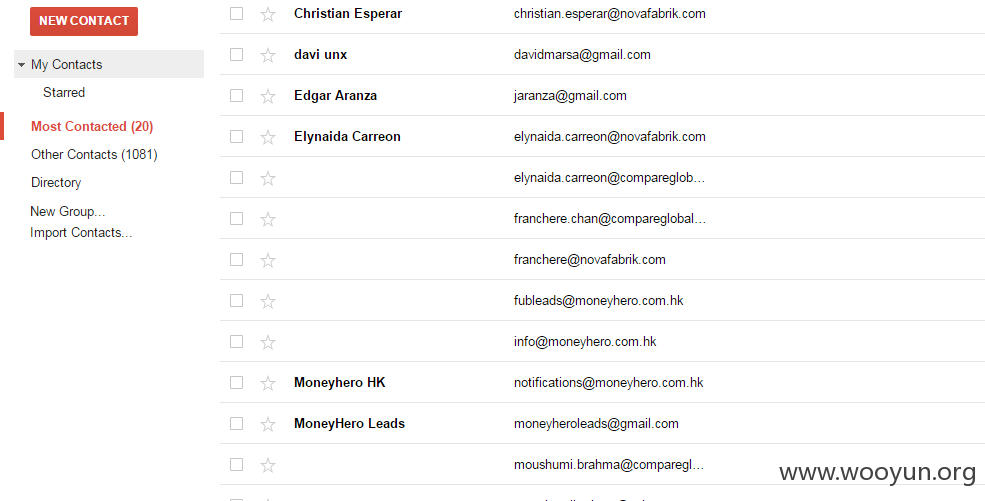 NEW CONTACT
My Contacts
Starred
Most Contacted (20)
Other Contacts (1081)
Directory
New Group...
Import Contacts...
Christian Esperar christian.esperar@novafabrik.com
davi unx davidmarsa@gmail.com
Edgar Aranza jaranza@gmail.com
Elynaida Carreon elynaida.carreon@novafabrik.com
elynaida.carreon@compareglob...
franchere.chan@compareglobal...
franchere@novafabrik.com
fubleads@moneyhero.com.hk
info@moneyhero.com.hk
Moneyhero HK notifications@moneyhero.com.hk
MoneyHero Leads moneyheroleads@gmail.com
moushumi.brahma@comparegl...
www.wooyun.org